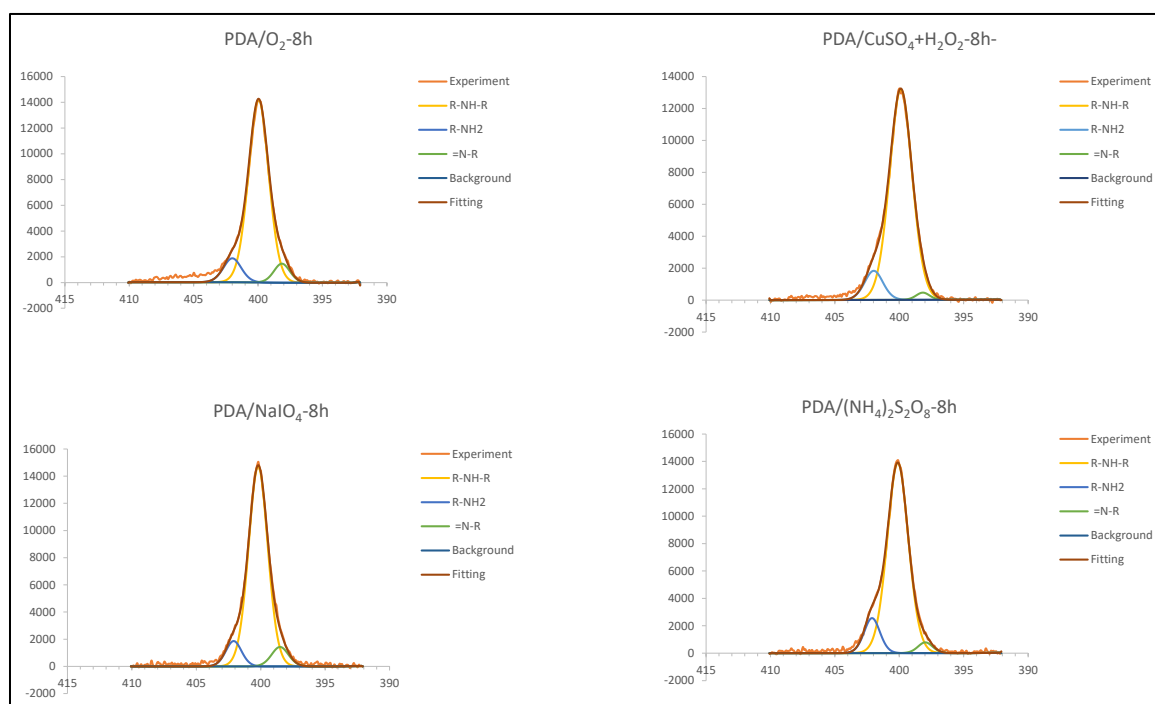 PDA/O2-8h
16000
14000
12000
10000
8000
6000
4000
2000
0
-2000
415 410 405 400 395 390
Experiment
R-NH-R
R-NH2
=N-R
Background
Fitting
PDA/CuSO4+H2O2-8h-
14000
12000
10000
8000
6000
4000
2000
0
-2000
415 410 405 400 395 390
Experiment
R-NH-R
R-NH2
=N-R
Background
Fitting
PDA/NaIO4-8h
16000
14000
12000
10000
8000
6000
4000
2000
0
-2000
415 410 405 400 395 390
Experiment
R-NH-R
R-NH2
=N-R
Background
Fitting
PDA/(NH4)2S2O8-8h
16000
14000
12000
10000
8000
6000
4000
2000
0
-2000
415 410 405 400 395 390
Experiment
R-NH-R
R-NH2
=N-R
Background
Fitting